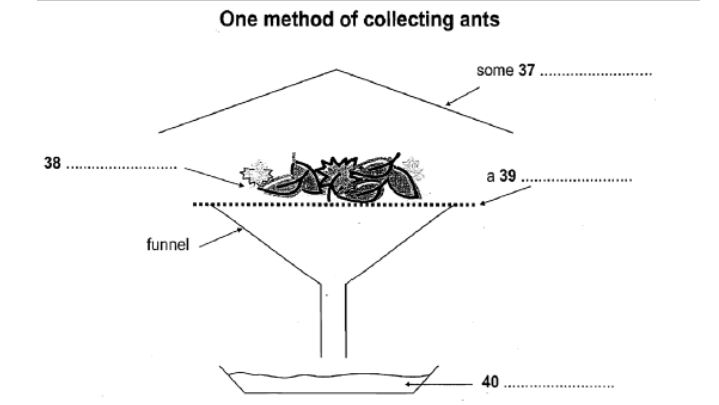 One method of collecting ants
some 37 ..........................
38 ..........................
a 39 ..........................
funnel
40 ..........................